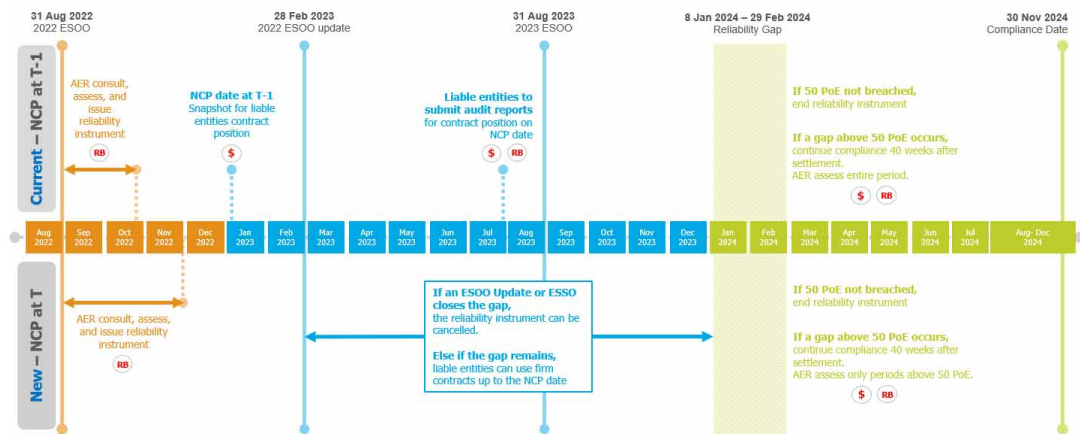 31 Aug 2022
2022 ESOO
28 Feb 2023
2022 ESOO update
31 Aug 2023
2023 ESOO
8 Jan 2024 – 29 Feb 2024
Reliability Gap
30 Nov 2024
Compliance Date
Current – NCP at T-1
AER consult,
assess, and
issue
reliability
instrument
RB
NCP date at T-1
Snapshot for liable
entities contract
position
$
Liable entities to
submit audit reports
for contract position on
NCP date
$ RB
If 50 PoE not breached,
end reliability instrument
If a gap above 50 PoE occurs,
continue compliance 40 weeks after
settlement.
AER assess entire period.
$ RB
Aug 2022
Sep 2022
Oct 2022
Nov 2022
Dec 2022
Jan 2023
Feb 2023
Mar 2023
Apr 2023
May 2023
Jun 2023
Jul 2023
Aug 2023
Sep 2023
Oct 2023
Nov 2023
Dec 2023
Jan 2024
Feb 2024
Mar 2024
Apr 2024
May 2024
Jun 2024
Jul 2024
Aug- Dec 2024
New – NCP at T
AER consult, assess,
and issue reliability
instrument
RB
If an ESOO Update or ESSO
closes the gap,
the reliability instrument can be
cancelled.
Else if the gap remains,
liable entities can use firm
contracts up to the NCP date
If 50 PoE not breached,
end reliability instrument
If a gap above 50 PoE occurs,
continue compliance 40 weeks after
settlement.
AER assess only periods above 50 PoE.
$ RB